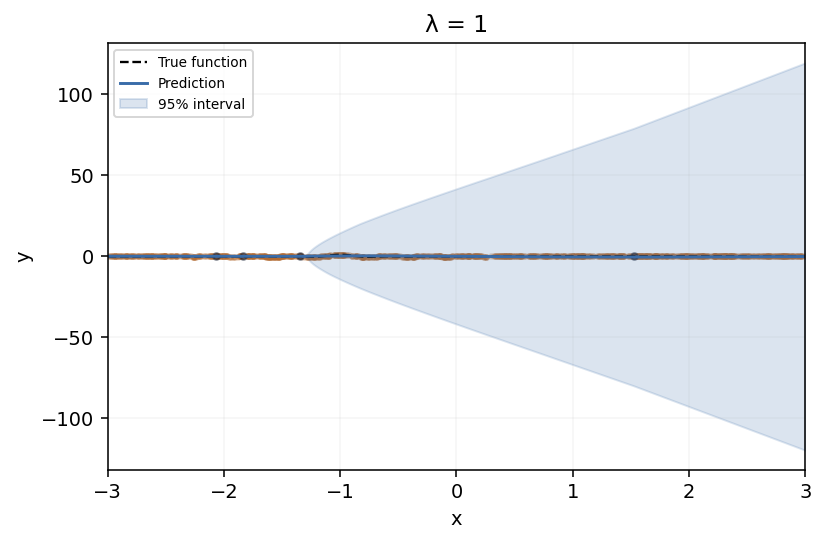 λ = 1
True function
Prediction
95% interval
100
50
0
−50
−100
y
−3
−2
−1
0
1
2
3
x